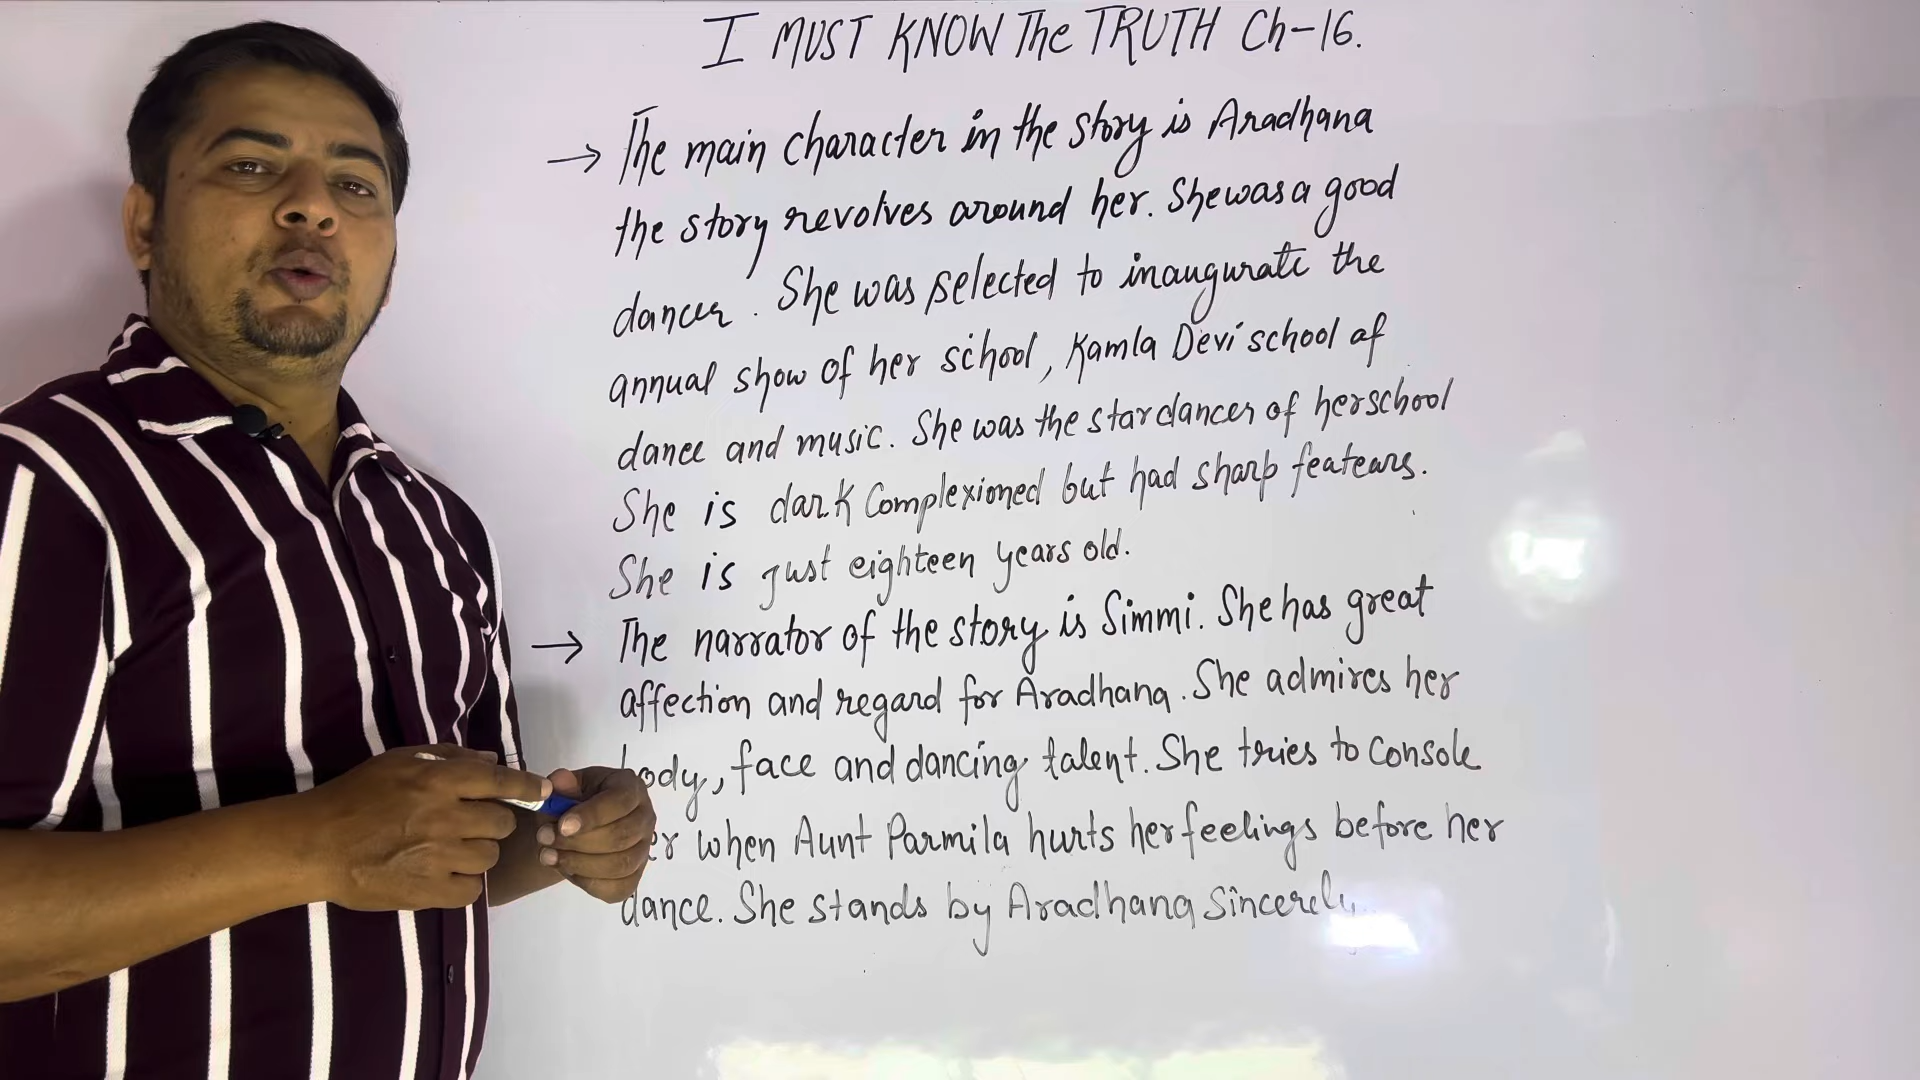 I MUST KNOW The TRUTH Ch-16.
→ The main character in the story is Aradhana
the story revolves around her. She was a good
dancer. She was selected to inaugurate the
annual show of her school, Kamla Devi school of
dance and music. She was the star dancer of her school
She is dark Complexioned but had sharp featears.
She is just eighteen years old.
→ The narrator of the story is Simmi. She has great
affection and regard for Aradhana. She admires her
body, face and dancing talent. She tries to console
er when Aunt Parmila hurts her feelings before her
dance. She stands by Aradhana Sincerely